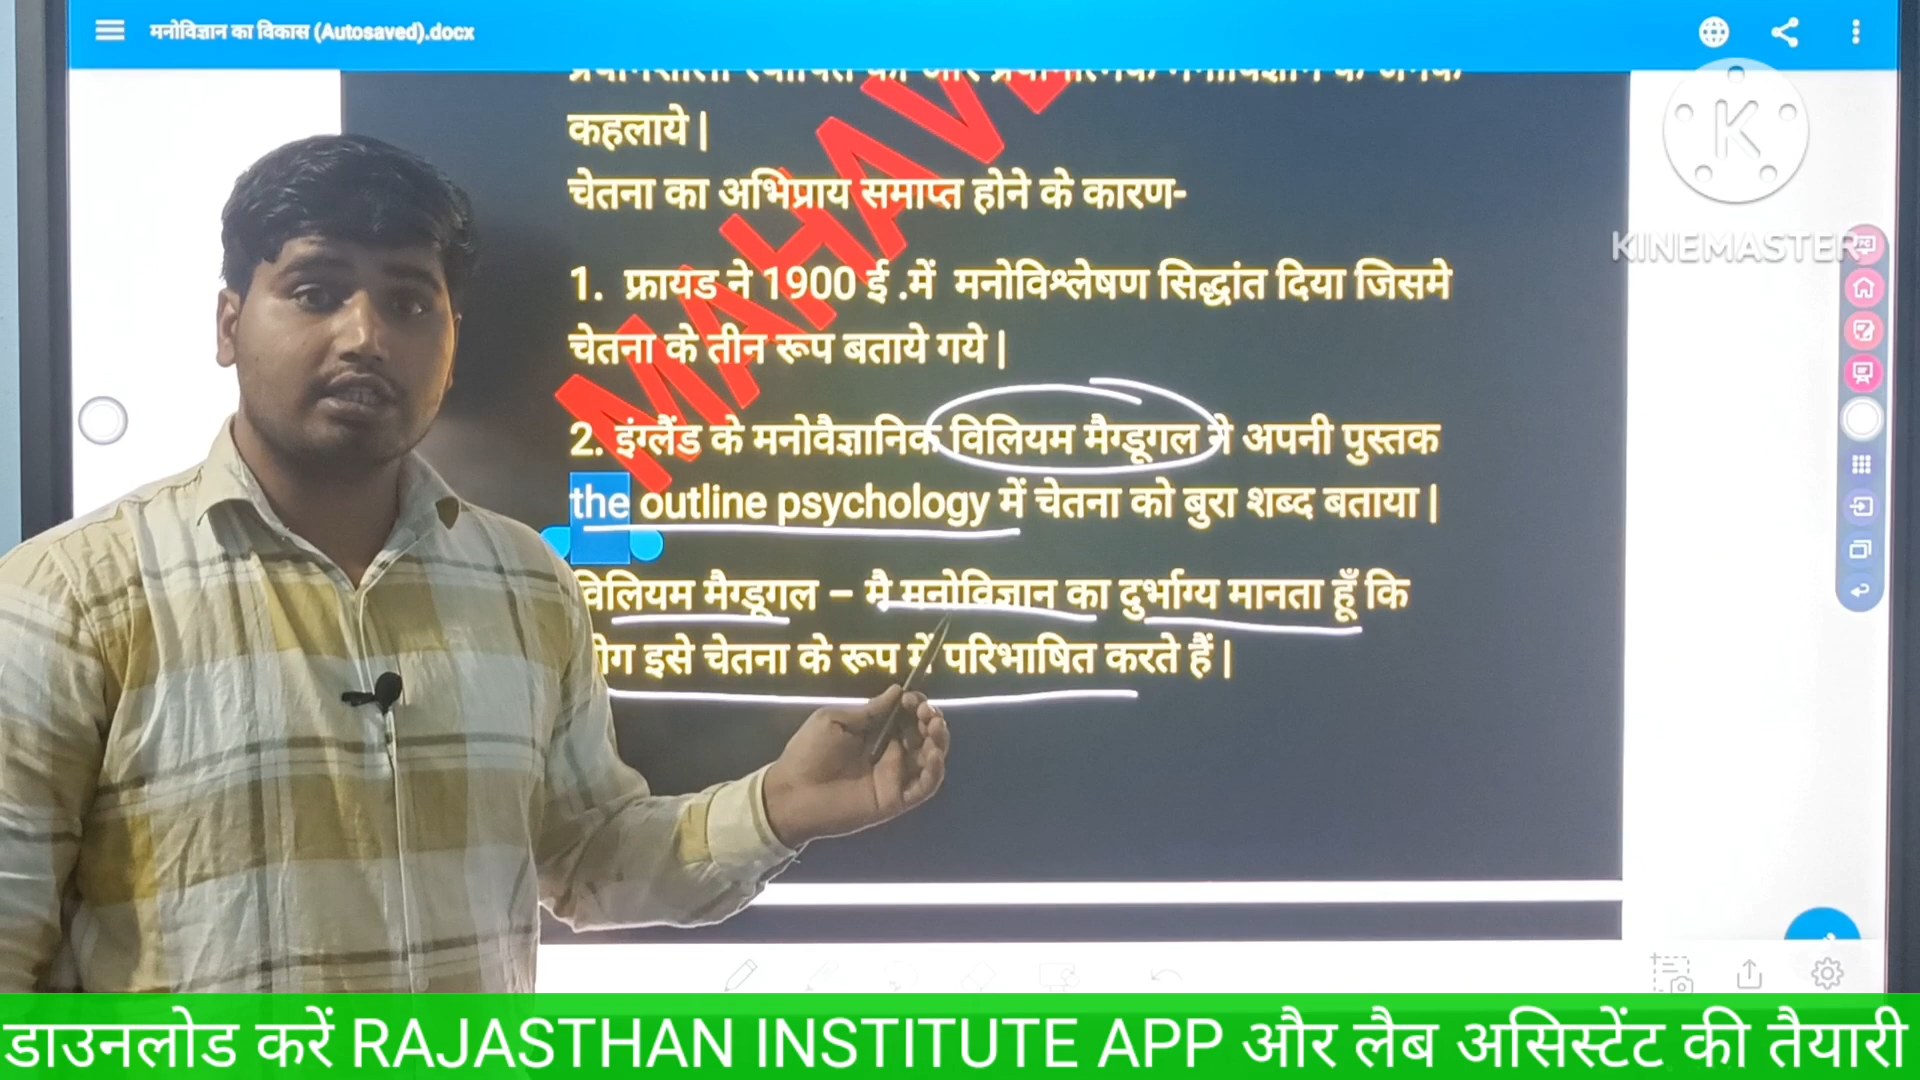 मनोविज्ञान का विकास (Autosaved).docx
कहलाये |
चेतना का अभिप्राय समाप्त होने के कारण-
1. फ्रायड ने 1900 ई .में मनोविश्लेषण सिद्धांत दिया जिसमे
चेतना के तीन रूप बताये गये |
2. इंग्लैंड के मनोवैज्ञानिक विलियम मैग्डूगल ने अपनी पुस्तक
the outline psychology में चेतना को बुरा शब्द बताया |
विलियम मैग्डूगल – मै मनोविज्ञान का दुर्भाग्य मानता हूँ कि
इसे चेतना के रूप में परिभाषित करते हैं |
MAHAV
K
KINEMASTER
डाउनलोड करें RAJASTHAN INSTITUTE APP और लैब असिस्टेंट की तैयारी